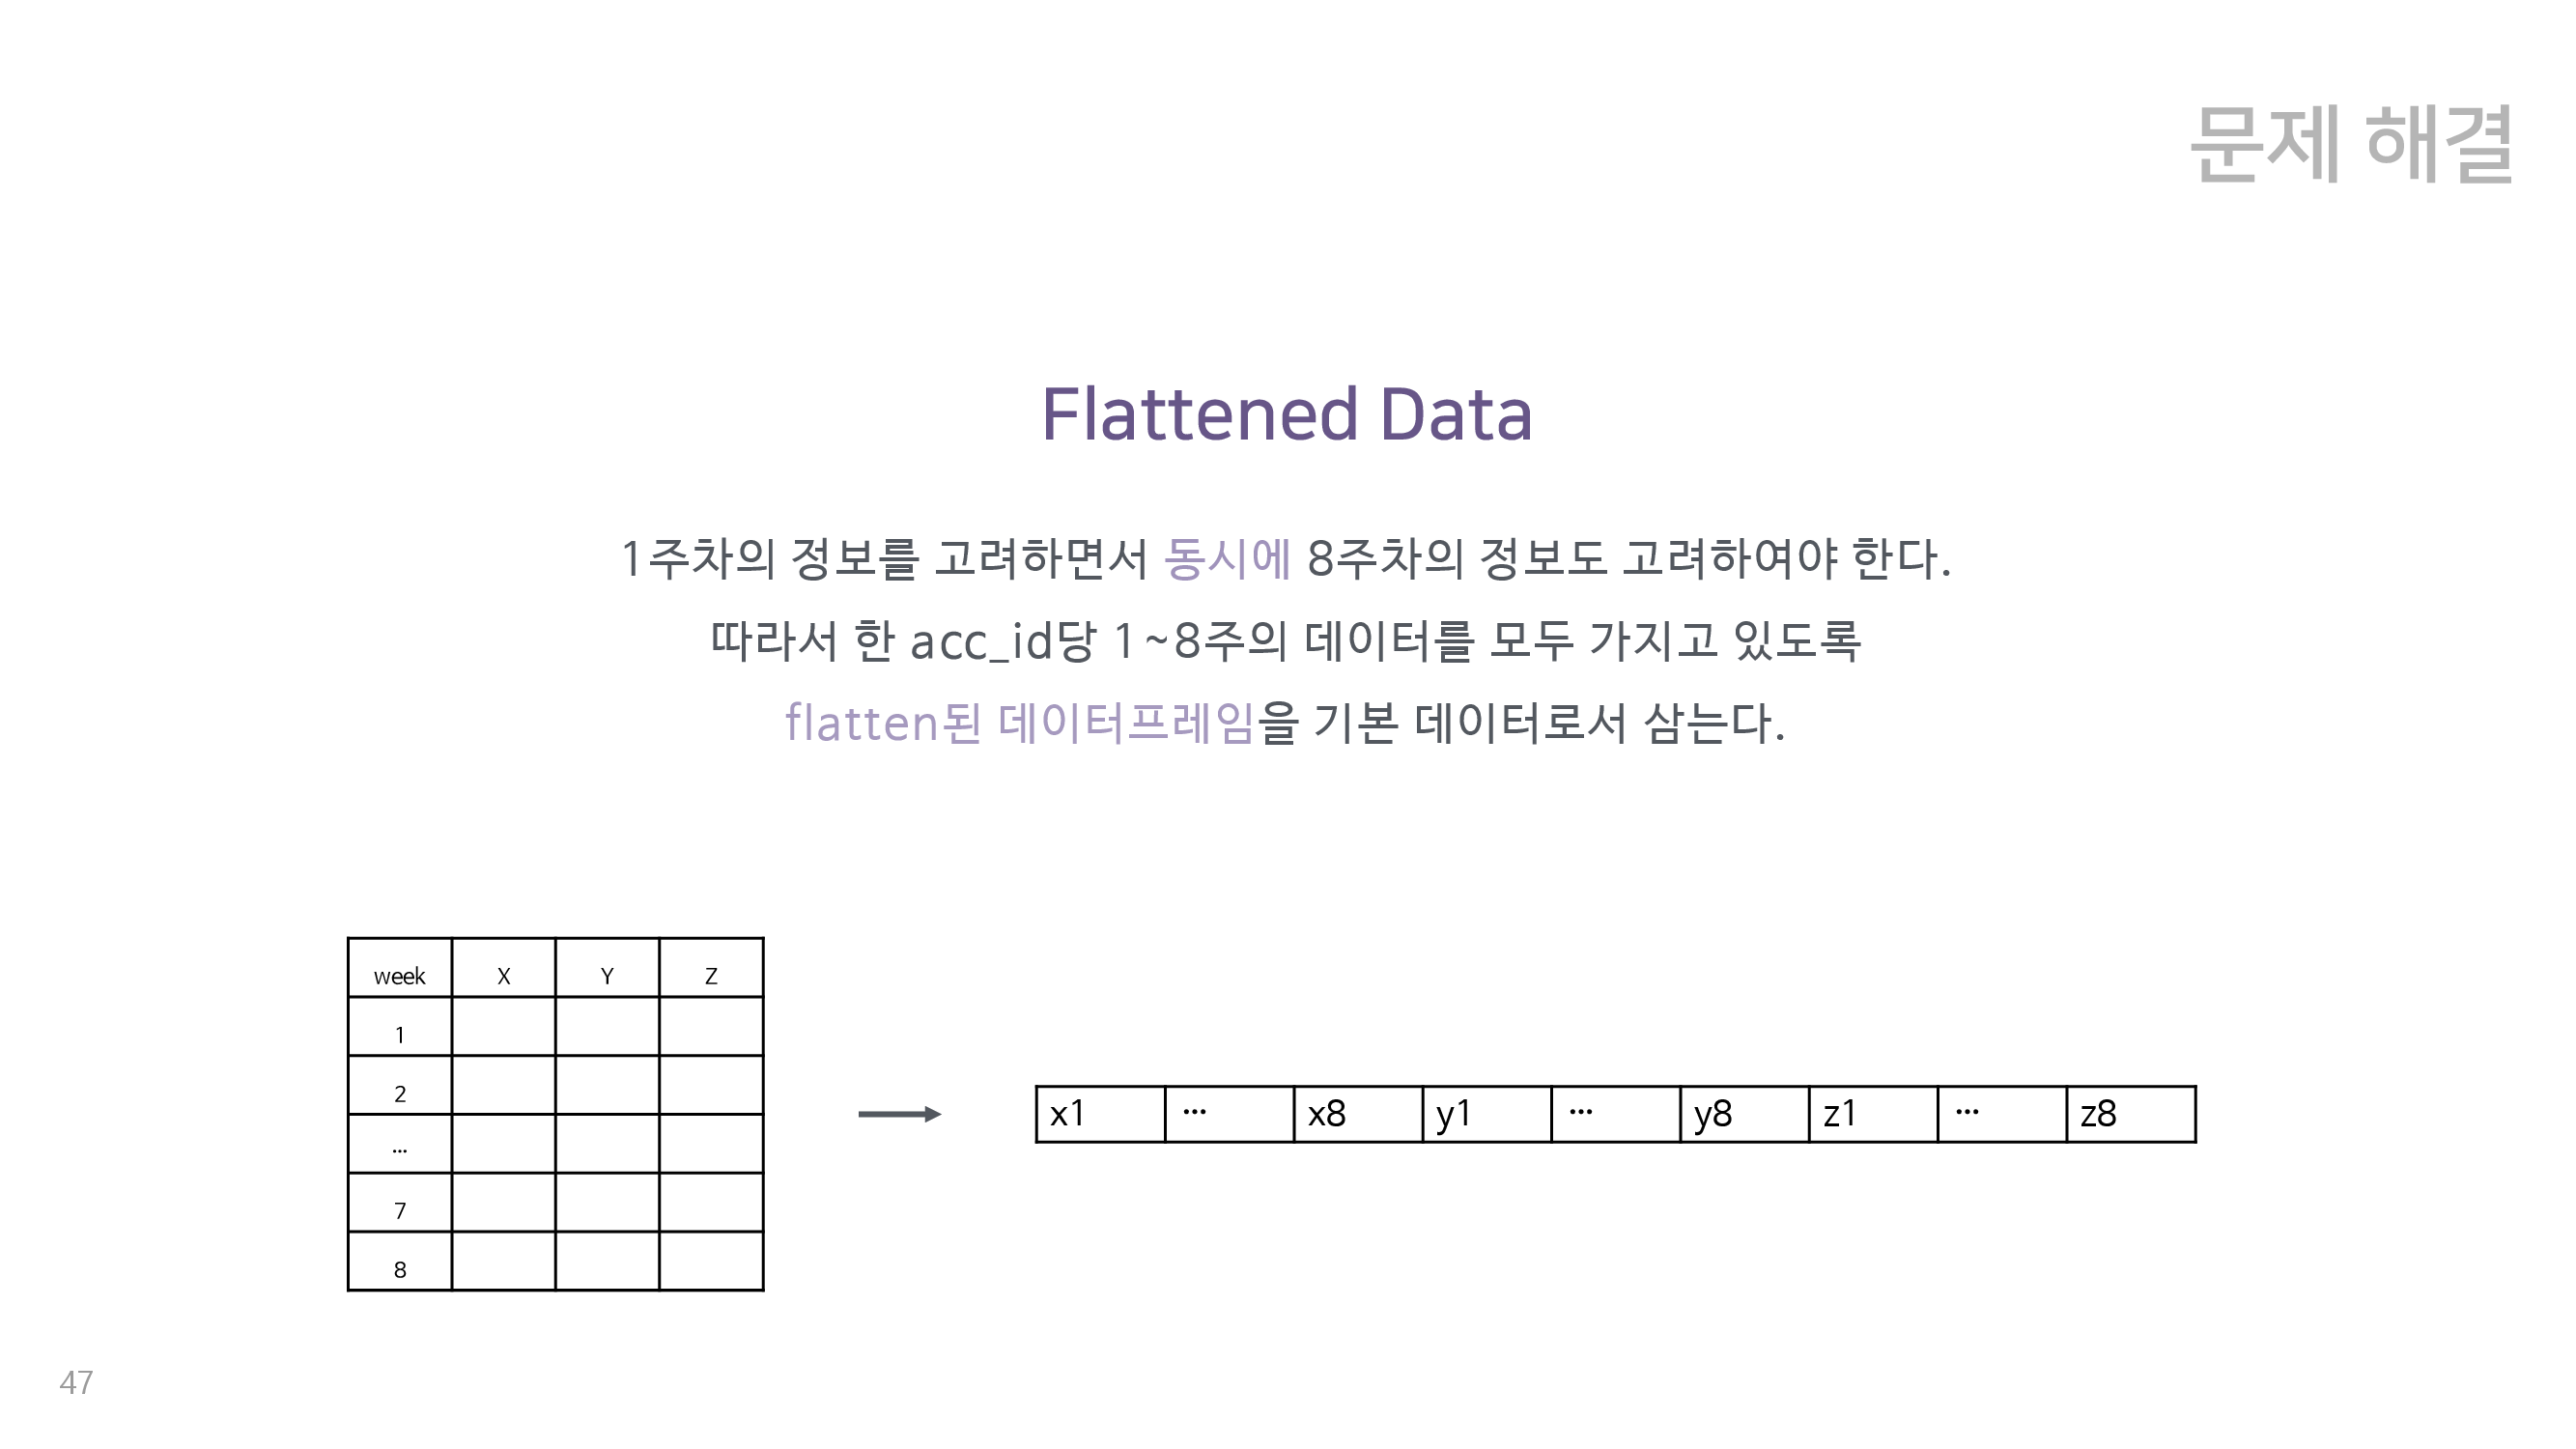 문제 해결
Flattened Data
1주차의 정보를 고려하면서 동시에 8주차의 정보도 고려하여야 한다.
따라서 한 acc_id당 1~8주의 데이터를 모두 가지고 있도록
flatten된 데이터프레임을 기본 데이터로서 삼는다.
week X Y Z
1
2
...
7
8
x1 ... x8 y1 ... y8 z1 ... z8
47